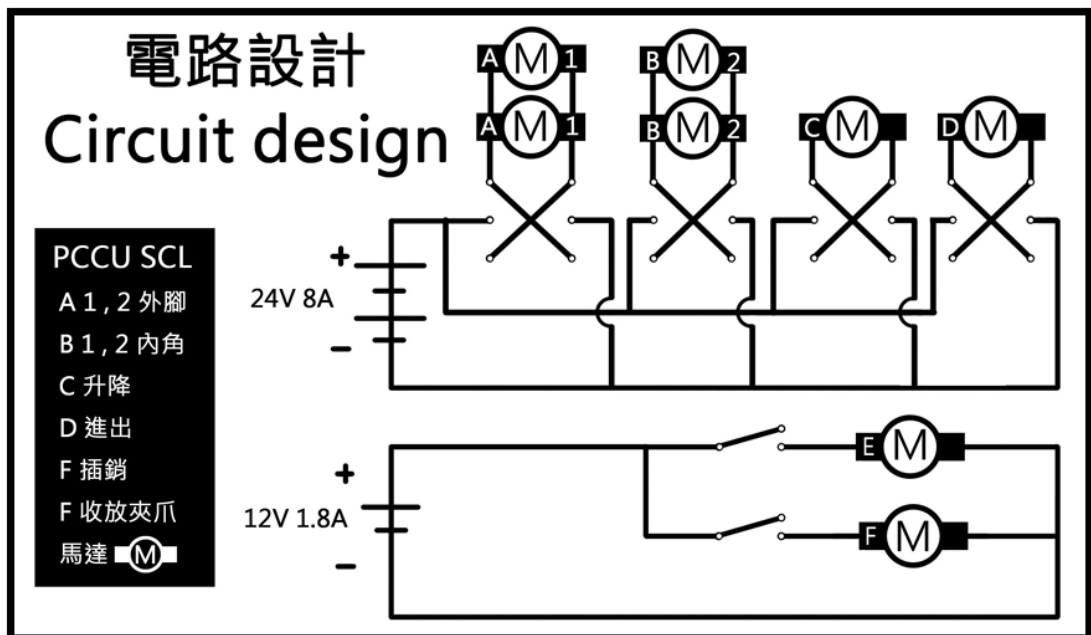 電路設計
Circuit design
A M 1
B M 2
A M 1
B M 2
C M
D M
PCCU SCL
A 1 , 2 外腳
B 1 , 2 內角
C 升降
D 進出
F 插銷
F 收放夾爪
馬達 M
+
24V 8A
−
+
12V 1.8A
−
E M
F M